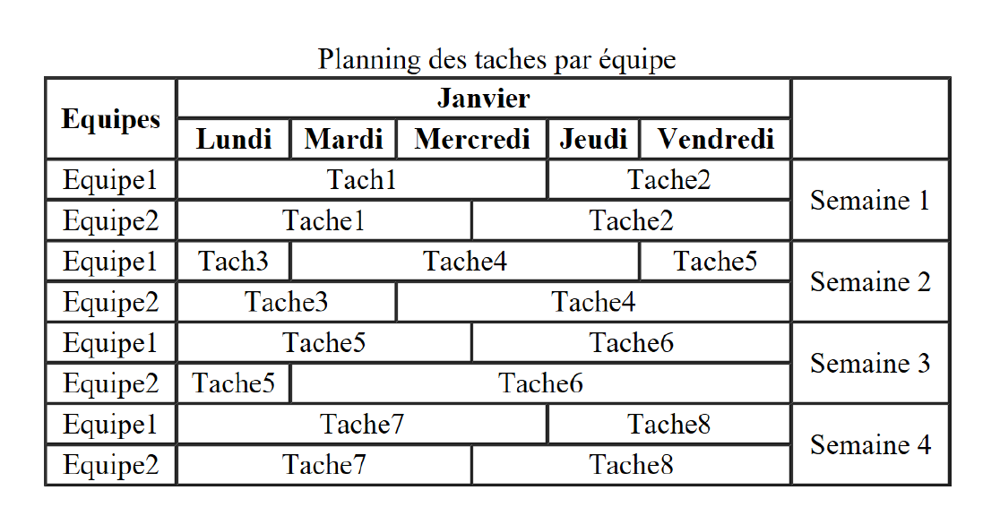 Planning des taches par équipe
Equipes Janvier
Lundi Mardi Mercredi Jeudi Vendredi
Equipe1 Tach1 Tache2 Semaine 1
Equipe2 Tache1 Tache2
Equipe1 Tach3 Tache4 Tache5 Semaine 2
Equipe2 Tache3 Tache4
Equipe1 Tache5 Tache6 Semaine 3
Equipe2 Tache5 Tache6
Equipe1 Tache7 Tache8 Semaine 4
Equipe2 Tache7 Tache8